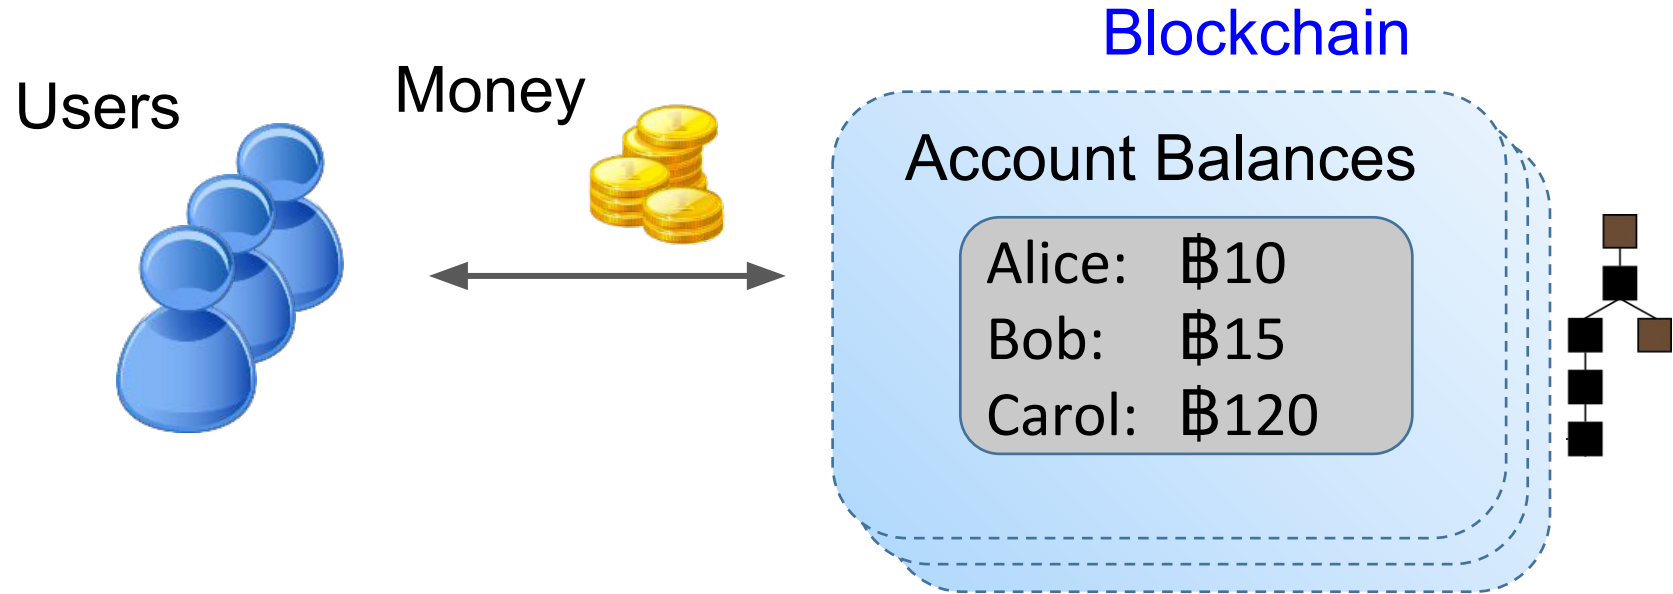 Blockchain
Users
Money
Account Balances
Alice: ฿10
Bob: ฿15
Carol: ฿120